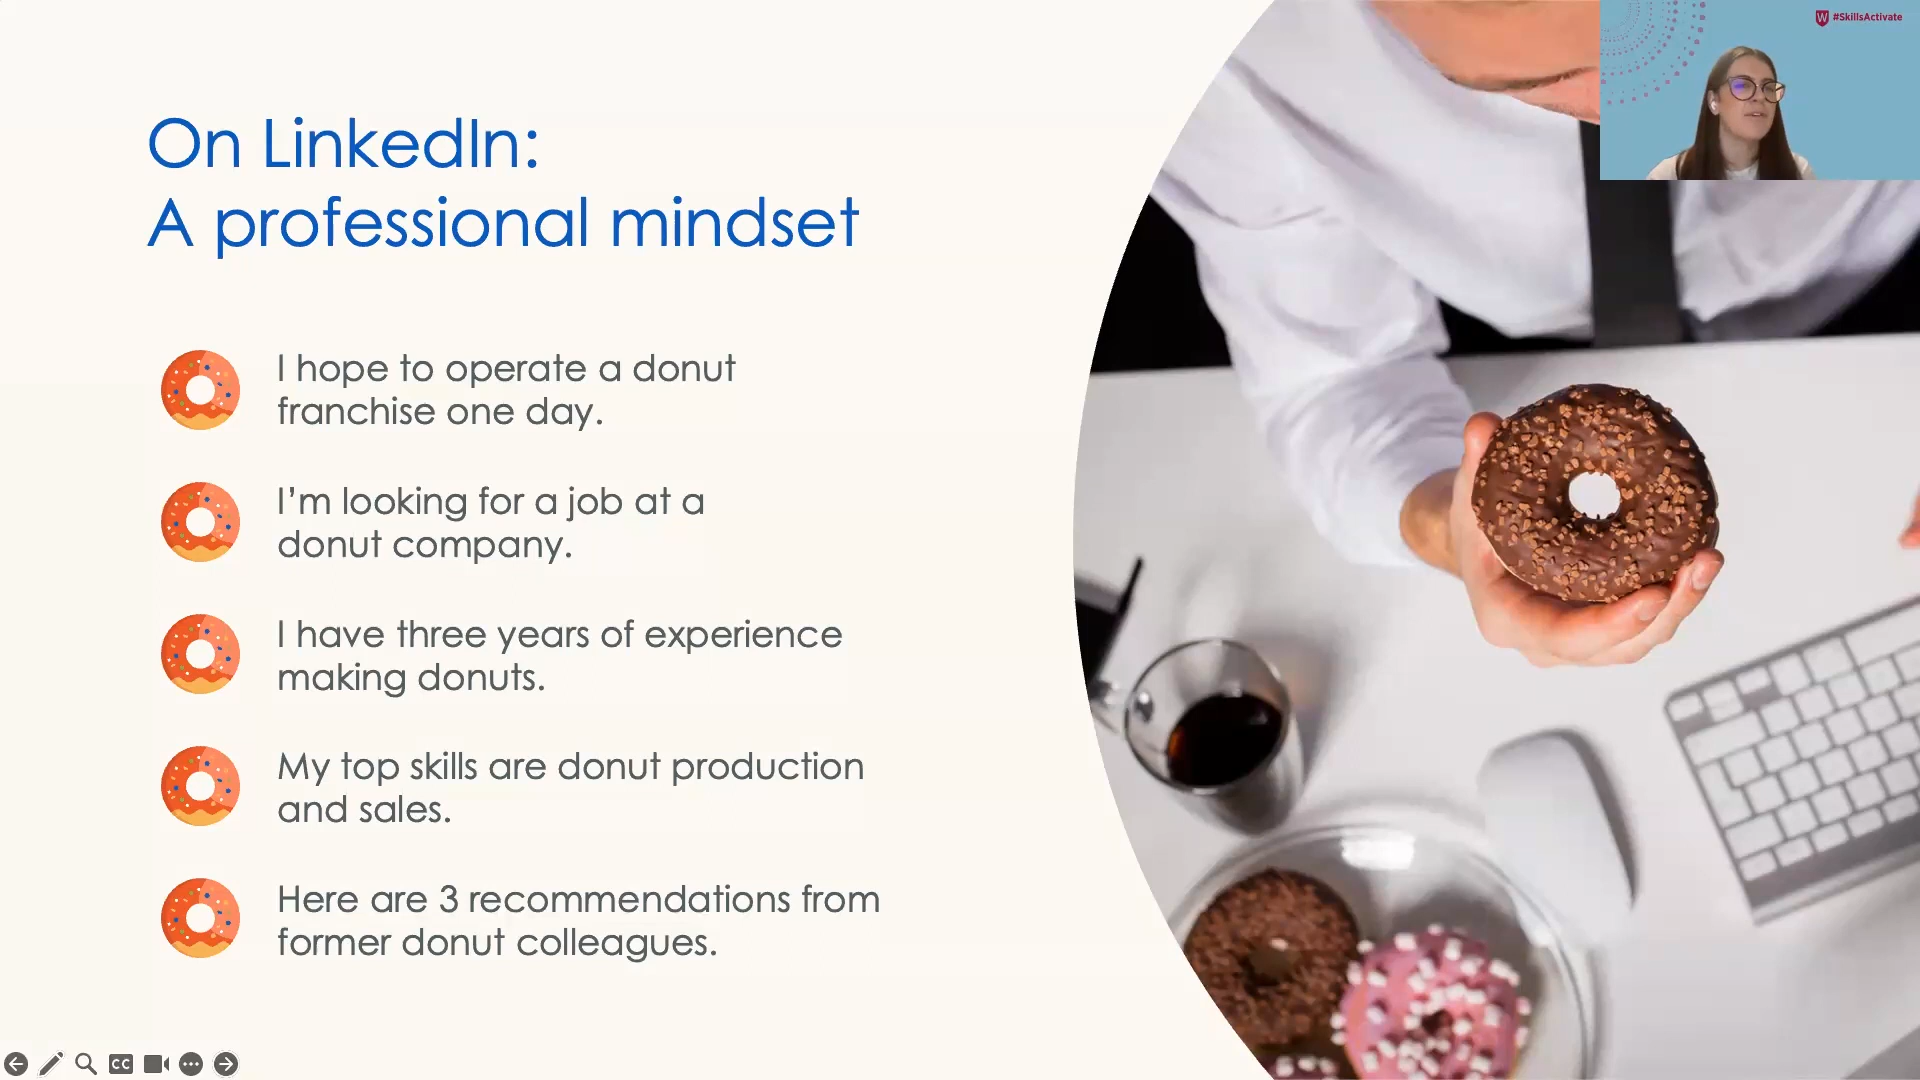 W #SkillsActivate
On LinkedIn:
A professional mindset
I hope to operate a donut
franchise one day.
I’m looking for a job at a
donut company.
I have three years of experience
making donuts.
My top skills are donut production
and sales.
Here are 3 recommendations from
former donut colleagues.
CC